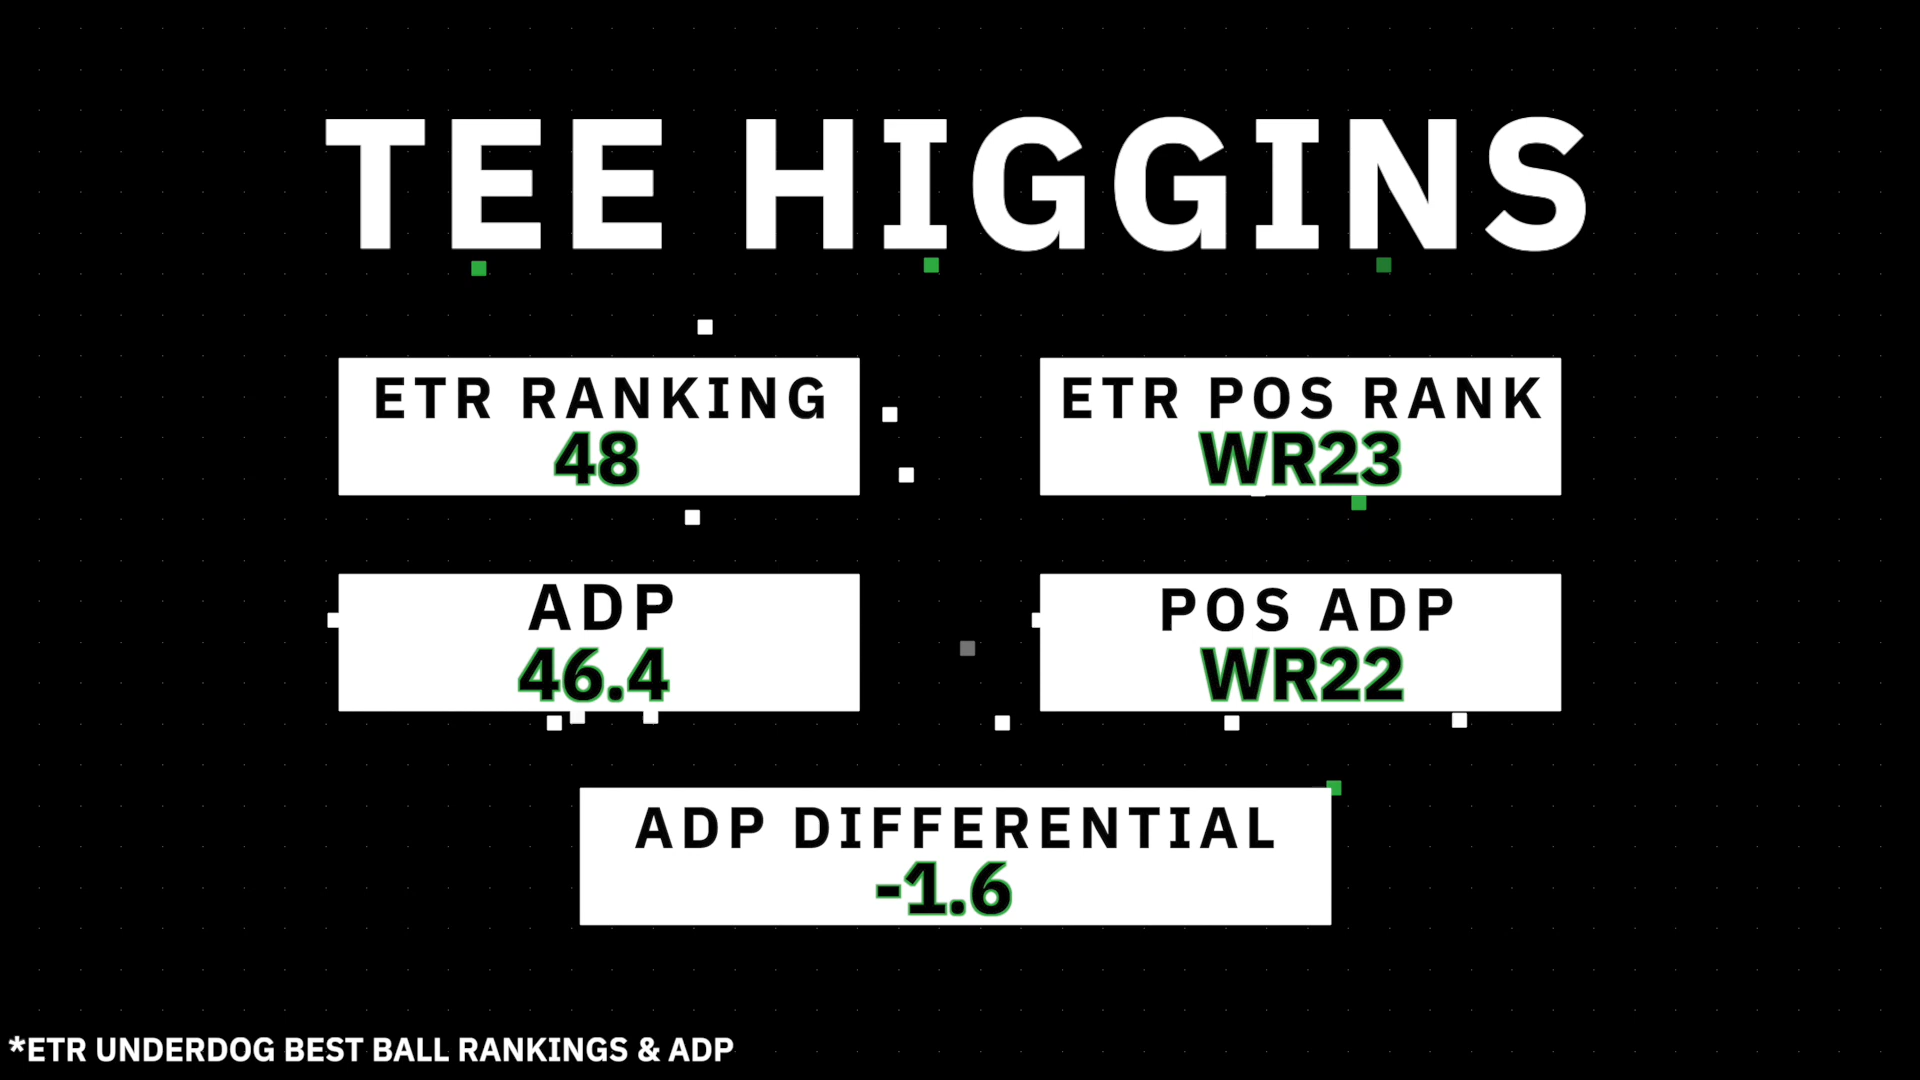 TEE HIGGINS
ETR RANKING
48
ETR POS RANK
WR23
ADP
46.4
POS ADP
WR22
ADP DIFFERENTIAL
-1.6
*ETR UNDERDOG BEST BALL RANKINGS & ADP